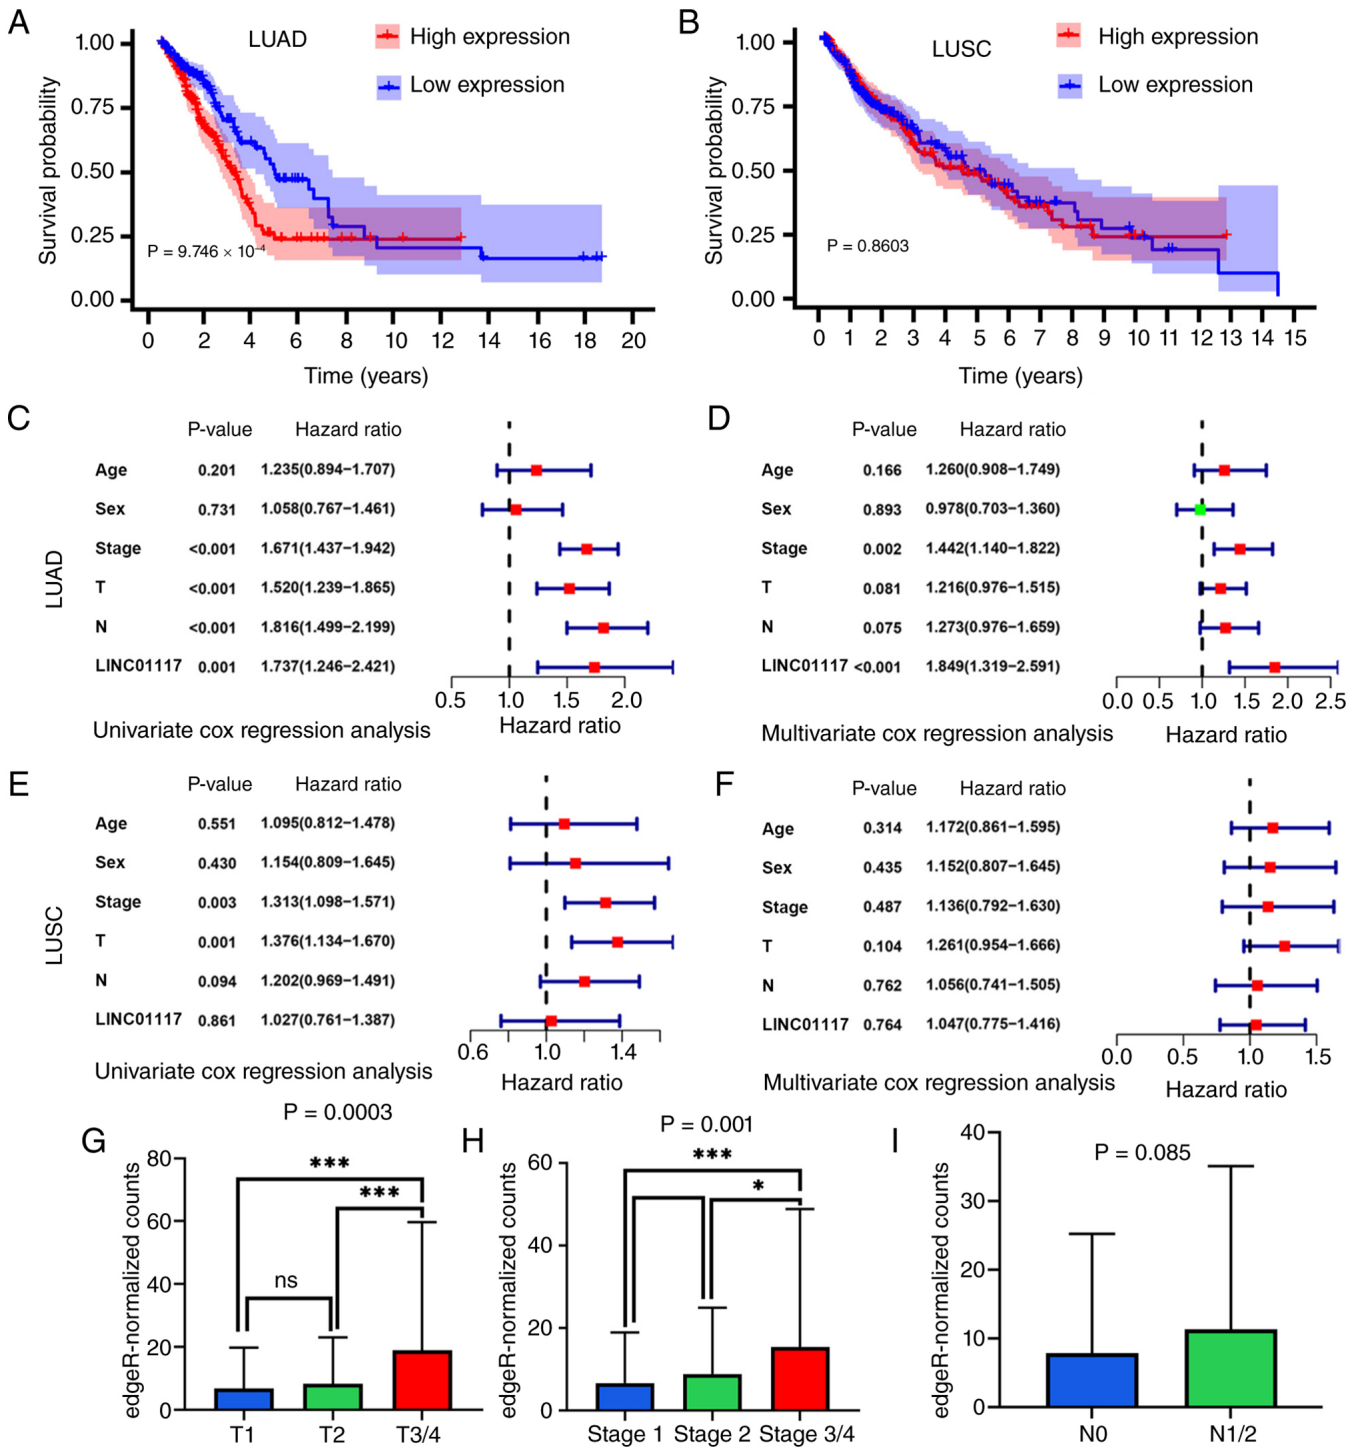 A
LUAD
High expression
Low expression
1.00
0.75
0.50
0.25
0.00
Survival probability
P = 9.746 × 10⁻⁴
0 2 4 6 8 10 12 14 16 18 20
Time (years)
B
LUSC
High expression
Low expression
1.00
0.75
0.50
0.25
0.00
Survival probability
P = 0.8603
0 1 2 3 4 5 6 7 8 9 10 11 12 13 14 15
Time (years)
C
LUAD
P-value Hazard ratio
Age 0.201 1.235(0.894–1.707)
Sex 0.731 1.058(0.767–1.461)
Stage <0.001 1.671(1.437–1.942)
T <0.001 1.520(1.239–1.865)
N <0.001 1.816(1.499–2.199)
LINC01117 0.001 1.737(1.246–2.421)
0.5 1.0 1.5 2.0
Hazard ratio
Univariate cox regression analysis
D
P-value Hazard ratio
Age 0.166 1.260(0.908–1.749)
Sex 0.893 0.978(0.703–1.360)
Stage 0.002 1.442(1.140–1.822)
T 0.081 1.216(0.976–1.515)
N 0.075 1.273(0.976–1.659)
LINC01117 <0.001 1.849(1.319–2.591)
0.0 0.5 1.0 1.5 2.0 2.5
Hazard ratio
Multivariate cox regression analysis
E
LUSC
P-value Hazard ratio
Age 0.551 1.095(0.812–1.478)
Sex 0.430 1.154(0.809–1.645)
Stage 0.003 1.313(1.098–1.571)
T 0.001 1.376(1.134–1.670)
N 0.094 1.202(0.969–1.491)
LINC01117 0.861 1.027(0.761–1.387)
0.6 1.0 1.4
Hazard ratio
Univariate cox regression analysis
F
P-value Hazard ratio
Age 0.314 1.172(0.861–1.595)
Sex 0.435 1.152(0.807–1.645)
Stage 0.487 1.136(0.792–1.630)
T 0.104 1.261(0.954–1.666)
N 0.762 1.056(0.741–1.505)
LINC01117 0.764 1.047(0.775–1.416)
0.0 0.5 1.0 1.5
Hazard ratio
Multivariate cox regression analysis
G
P = 0.0003
edgeR-normalized counts
80
60
40
20
0
***
***
ns
T1 T2 T3/4
H
P = 0.001
edgeR-normalized counts
60
40
20
0
***
*
Stage 1 Stage 2 Stage 3/4
I
P = 0.085
edgeR-normalized counts
40
30
20
10
0
N0 N1/2